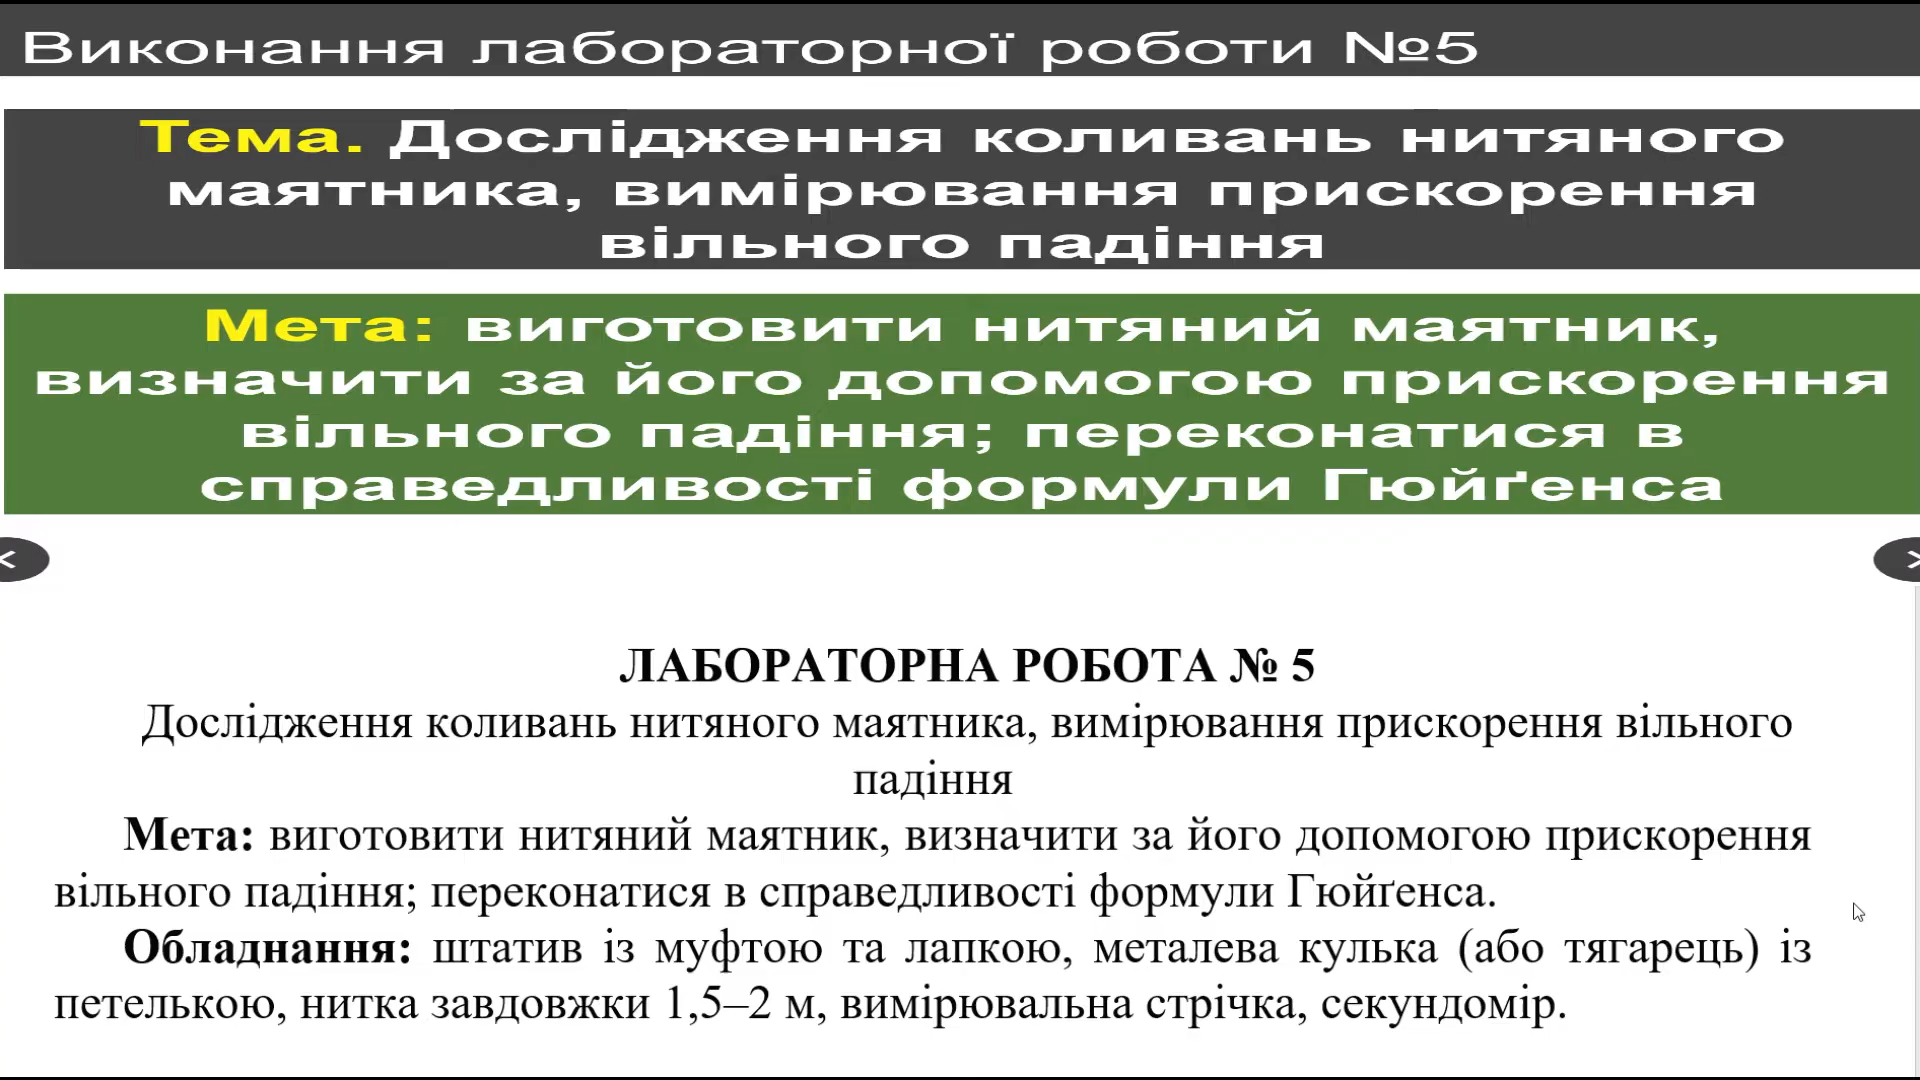 Виконання лабораторної роботи №5
Тема. Дослідження коливань нитяного
маятника, вимірювання прискорення
вільного падіння
Мета: виготовити нитяний маятник,
визначити за його допомогою прискорення
вільного падіння; переконатися в
справедливості формули Гюйґенса
ЛАБОРАТОРНА РОБОТА № 5
Дослідження коливань нитяного маятника, вимірювання прискорення вільного
падіння
Мета: виготовити нитяний маятник, визначити за його допомогою прискорення
вільного падіння; переконатися в справедливості формули Гюйґенса.
Обладнання: штатив із муфтою та лапкою, металева кулька (або тягарець) із
петелькою, нитка завдовжки 1,5–2 м, вимірювальна стрічка, секундомір.